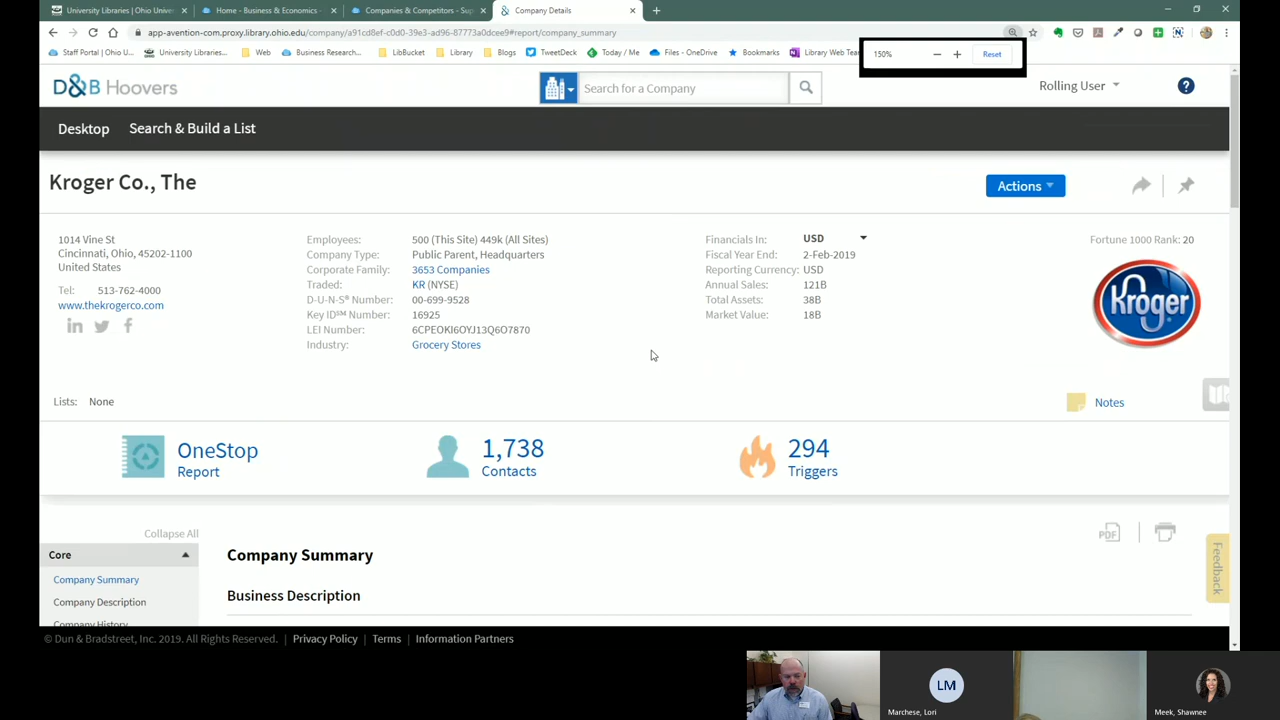 University Libraries | Ohio Univer
Home - Business & Economics -
Companies & Competitors - Sup
Company Details
app-avention-com.proxy.library.ohio.edu/company/a91cd8ef-c0d0-39e3-ad96-87773a0dcee9#report/company_summary
Staff Portal | Ohio U...
University Libraries...
Web
Business Research...
LibBucket
Library
Blogs
TweetDeck
Today / Me
Files - OneDrive
Bookmarks
Library Web Tea
150%
Reset
D&B Hoovers
Search for a Company
Rolling User
?
Desktop
Search & Build a List
Kroger Co., The
Actions
1014 Vine St
Cincinnati, Ohio, 45202-1100
United States
Tel: 513-762-4000
www.thekrogerco.com
Employees: 500 (This Site) 449k (All Sites)
Company Type: Public Parent, Headquarters
Corporate Family: 3653 Companies
Traded: KR (NYSE)
D-U-N-S® Number: 00-699-9528
Key ID℠ Number: 16925
LEI Number: 6CPEOKI6OYJ13Q6O7870
Industry: Grocery Stores
Financials In: USD
Fiscal Year End: 2-Feb-2019
Reporting Currency: USD
Annual Sales: 121B
Total Assets: 38B
Market Value: 18B
Fortune 1000 Rank: 20
Kroger
Lists: None
Notes
OneStop
Report
1,738
Contacts
294
Triggers
Collapse All
Core
Company Summary
Company Description
Company History
Company Summary
Business Description
PDF
Feedback
© Dun & Bradstreet, Inc. 2019. All Rights Reserved. | Privacy Policy | Terms | Information Partners
LM
Marchese, Lori
Meek, Shawnee